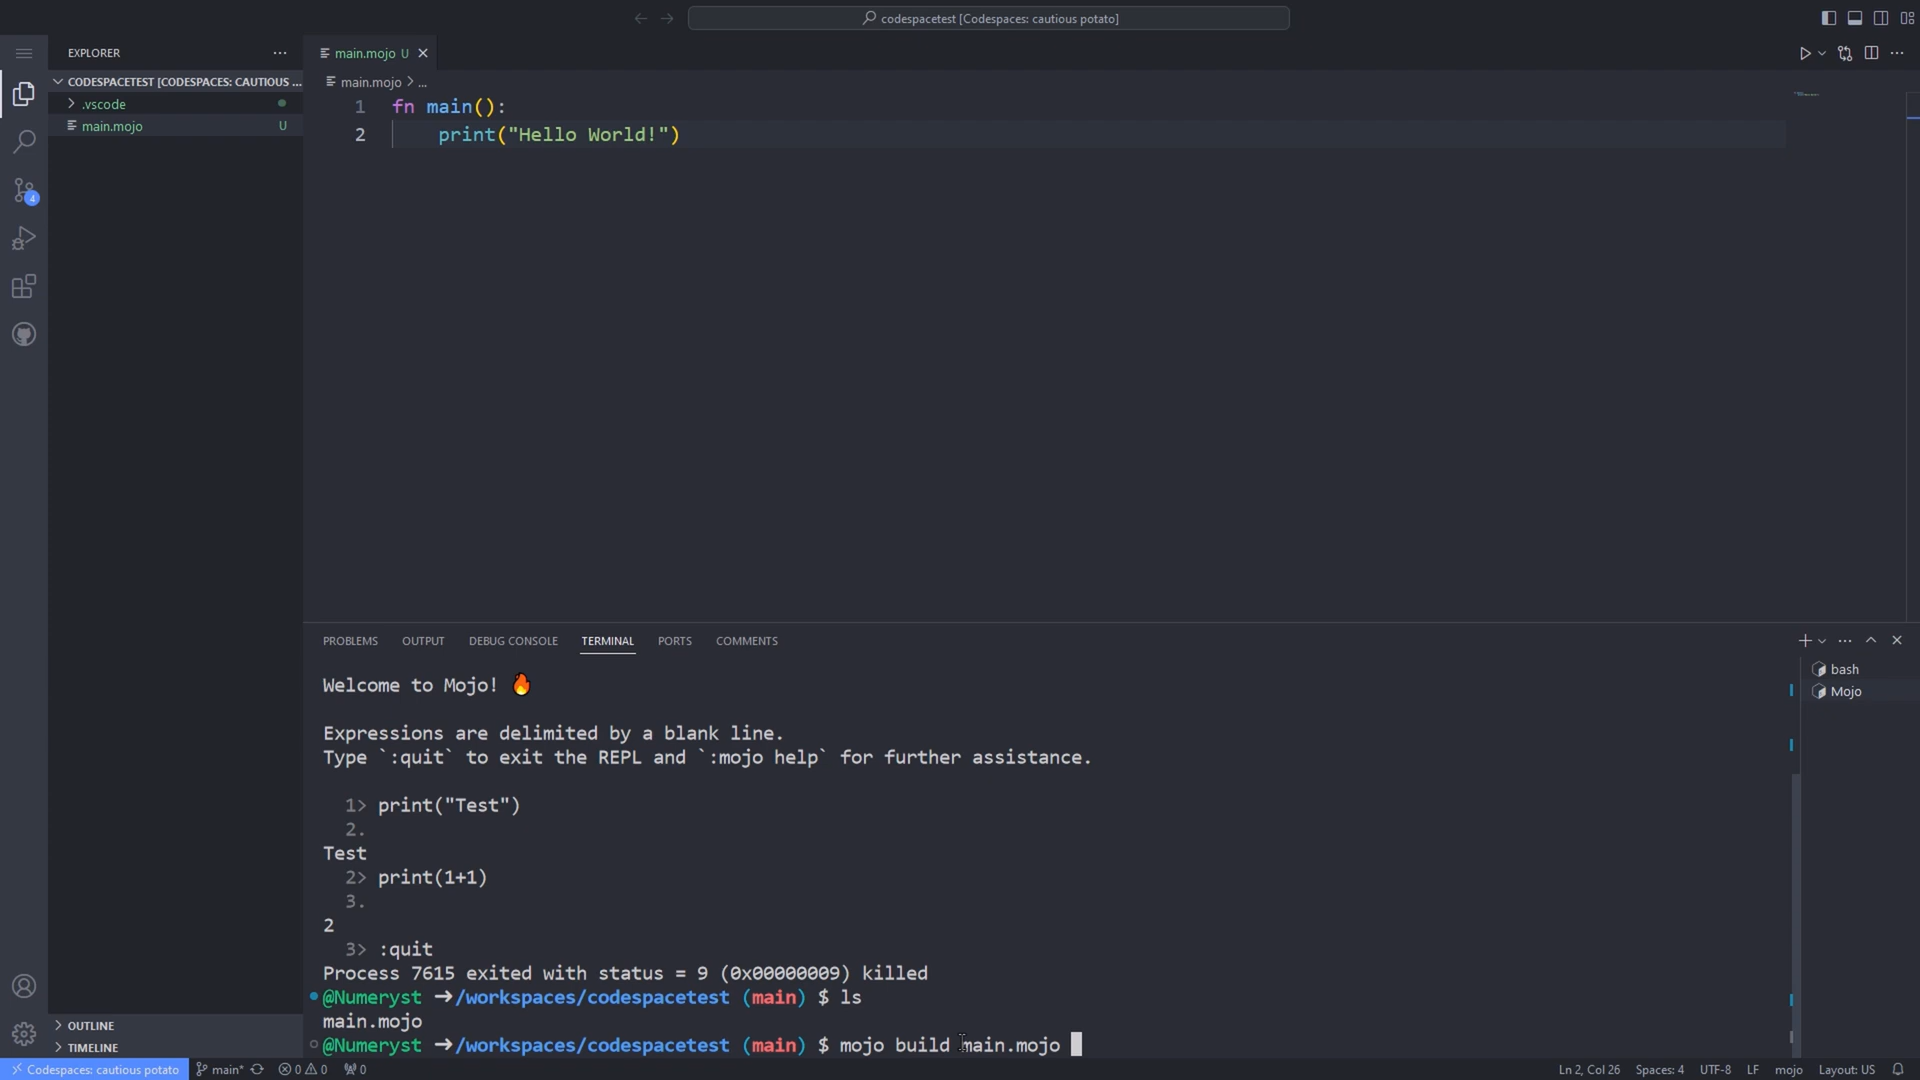 codespacetest [Codespaces: cautious potato]
EXPLORER
main.mojo U
CODESPACETEST [CODESPACES: CAUTIOUS ...
main.mojo > ...
.vscode
main.mojo U
1 fn main():
2 print("Hello World!")
4
PROBLEMS OUTPUT DEBUG CONSOLE TERMINAL PORTS COMMENTS
bash
Mojo
Welcome to Mojo! 🔥
Expressions are delimited by a blank line.
Type `:quit` to exit the REPL and `:mojo help` for further assistance.
1> print("Test")
2.
Test
2> print(1+1)
3.
2
3> :quit
Process 7615 exited with status = 9 (0x00000009) killed
@Numeryst ➜/workspaces/codespacetest (main) $ ls
main.mojo
@Numeryst ➜/workspaces/codespacetest (main) $ mojo build main.mojo
OUTLINE
TIMELINE
Codespaces: cautious potato main* 0 0 0 Ln 2, Col 26 Spaces: 4 UTF-8 LF mojo Layout: US